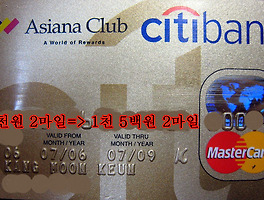 Asiana Club
A World of Rewards
citiban
천원 2마일=> 1천 5백원 2마일
VALID FROM
MONTH / YEAR
VALID THRU
MONTH / YEAR
07/06
07/09
MasterCar